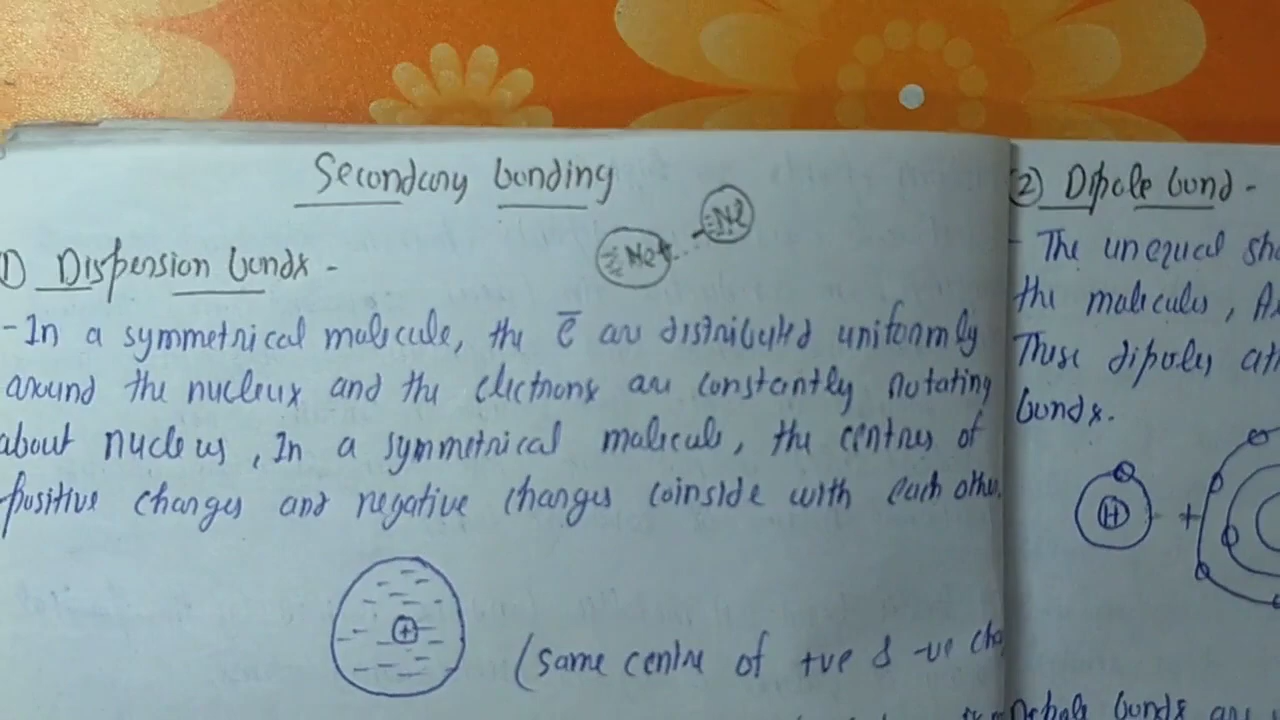 Secondary bonding
Ne+ - Ne
1) Dispersion bonds -
- In a symmetrical molecule, the e̅ are distributed uniformly
around the nucleus and the electrons are constantly rotating
about nucleus, In a symmetrical molecule, the centres of
positive charges and negative charges coinside with each other.
+
(same centre of +ve & -ve cha
(2) Dipole bond -
- The unequal sha
the molecules, As
These dipoles att
bonds.
H +
Dipole bonds are